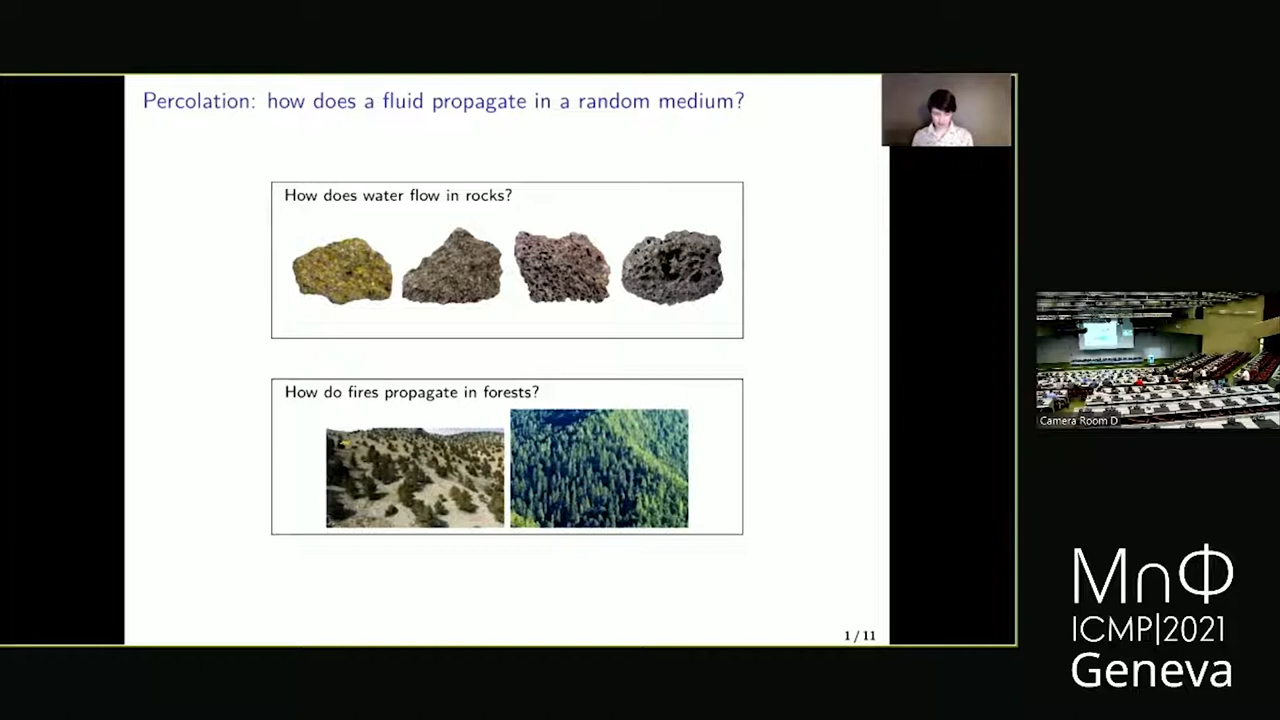 Percolation: how does a fluid propagate in a random medium?
How does water flow in rocks?
How do fires propagate in forests?
1 / 11
Camera Room D
M∩Φ
ICMP|2021
Geneva